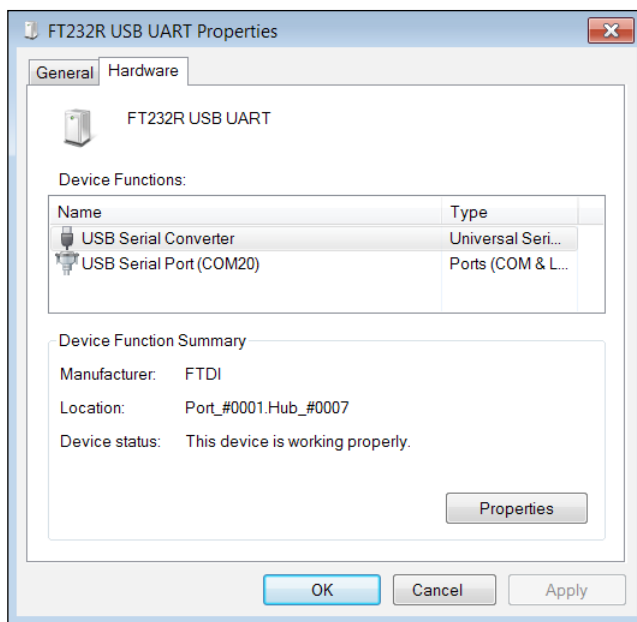 FT232R USB UART Properties
General Hardware
FT232R USB UART
Device Functions:
Name Type
USB Serial Converter Universal Seri...
USB Serial Port (COM20) Ports (COM & L...
Device Function Summary
Manufacturer: FTDI
Location: Port_#0001.Hub_#0007
Device status: This device is working properly.
Properties
OK Cancel Apply